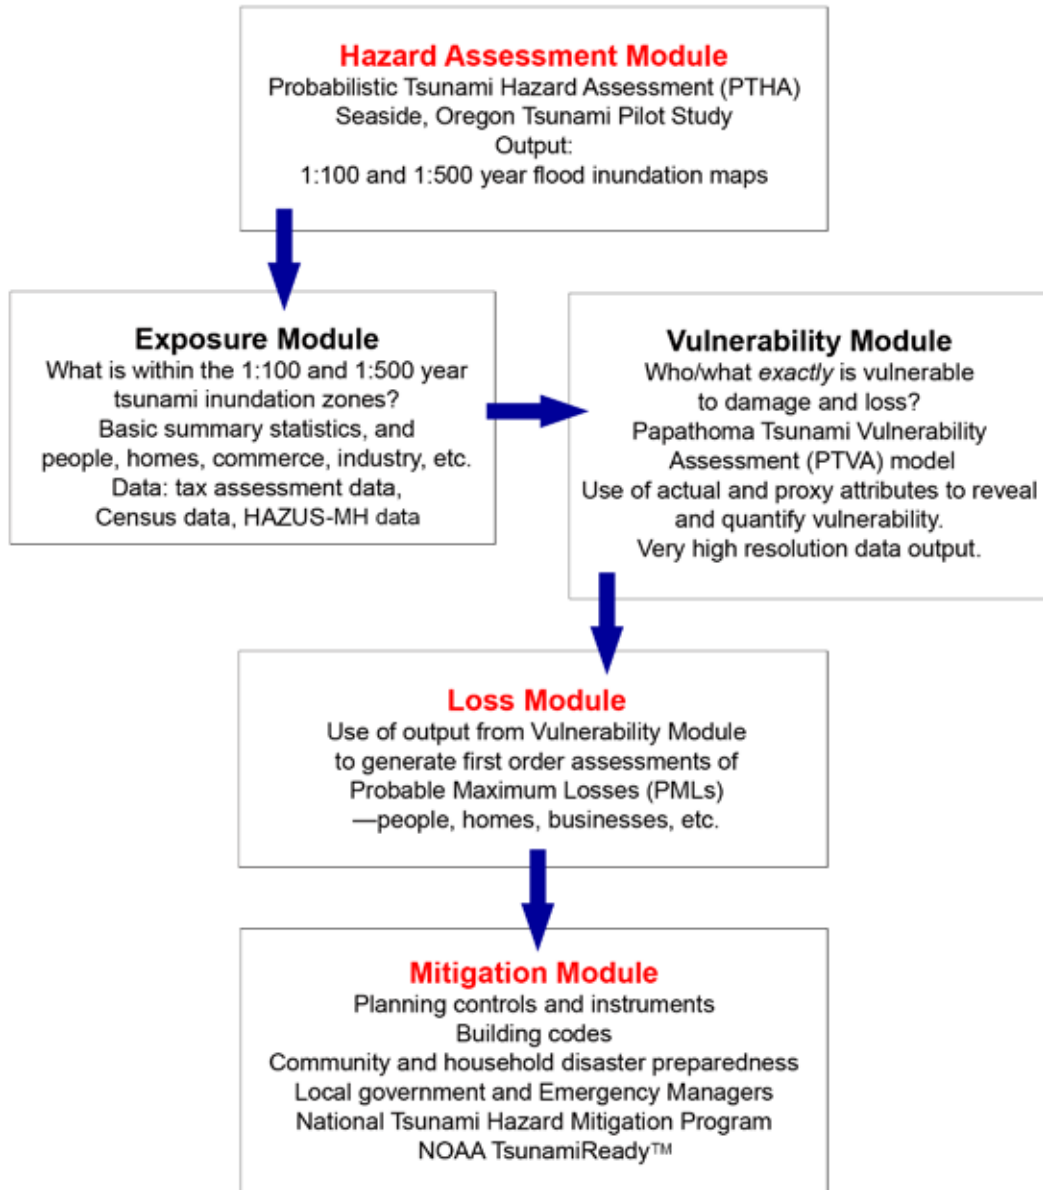 Hazard Assessment Module
Probabilistic Tsunami Hazard Assessment (PTHA)
Seaside, Oregon Tsunami Pilot Study
Output:
1:100 and 1:500 year flood inundation maps
Exposure Module
What is within the 1:100 and 1:500 year
tsunami inundation zones?
Basic summary statistics, and
people, homes, commerce, industry, etc.
Data: tax assessment data,
Census data, HAZUS-MH data
Vulnerability Module
Who/what exactly is vulnerable
to damage and loss?
Papathoma Tsunami Vulnerability
Assessment (PTVA) model
Use of actual and proxy attributes to reveal
and quantify vulnerability.
Very high resolution data output.
Loss Module
Use of output from Vulnerability Module
to generate first order assessments of
Probable Maximum Losses (PMLs)
—people, homes, businesses, etc.
Mitigation Module
Planning controls and instruments
Building codes
Community and household disaster preparedness
Local government and Emergency Managers
National Tsunami Hazard Mitigation Program
NOAA TsunamiReady™